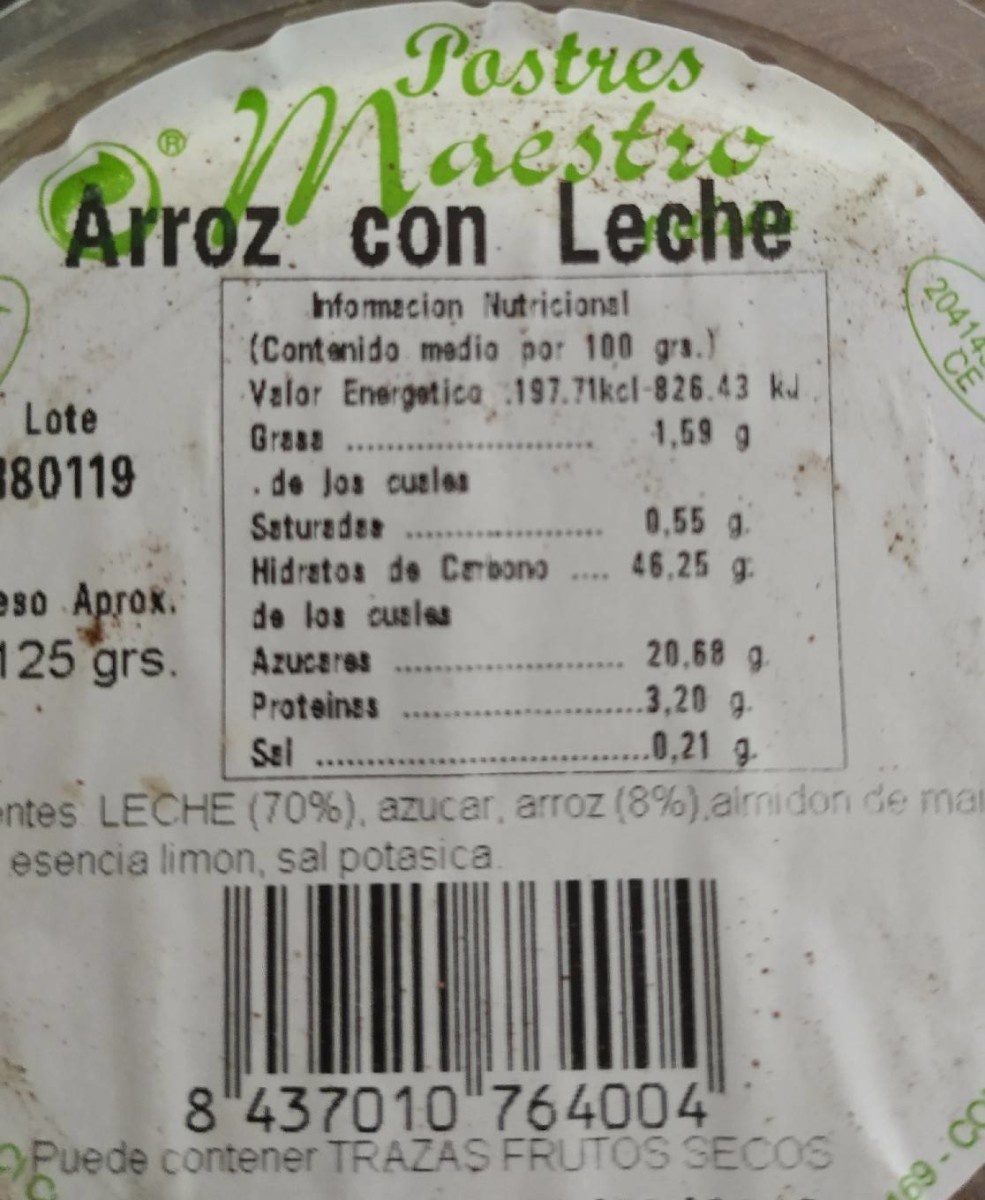 Postres
Maestro
®
Arroz con Leche
Informacion Nutricional
(Contenido medio por 100 grs.)
Valor Energetico .197.71kcl-826.43 kJ.
Grasa .......................... 1,59 g
. de los cuales
Saturadas .................... 0,55 g.
Hidratos de Carbono .... 46,25 g.
de los cuales
Azucares ....................... 20,68 g.
Proteinas .......................3,20 g.
Sal .................................0,21 g.
Lote
80119
Aprox.
125 grs.
CE
LECHE (70%), azucar, arroz (8%),almidon de
esencia limon, sal potasica.
8 437010 764004
Puede contener TRAZAS FRUTOS SECOS